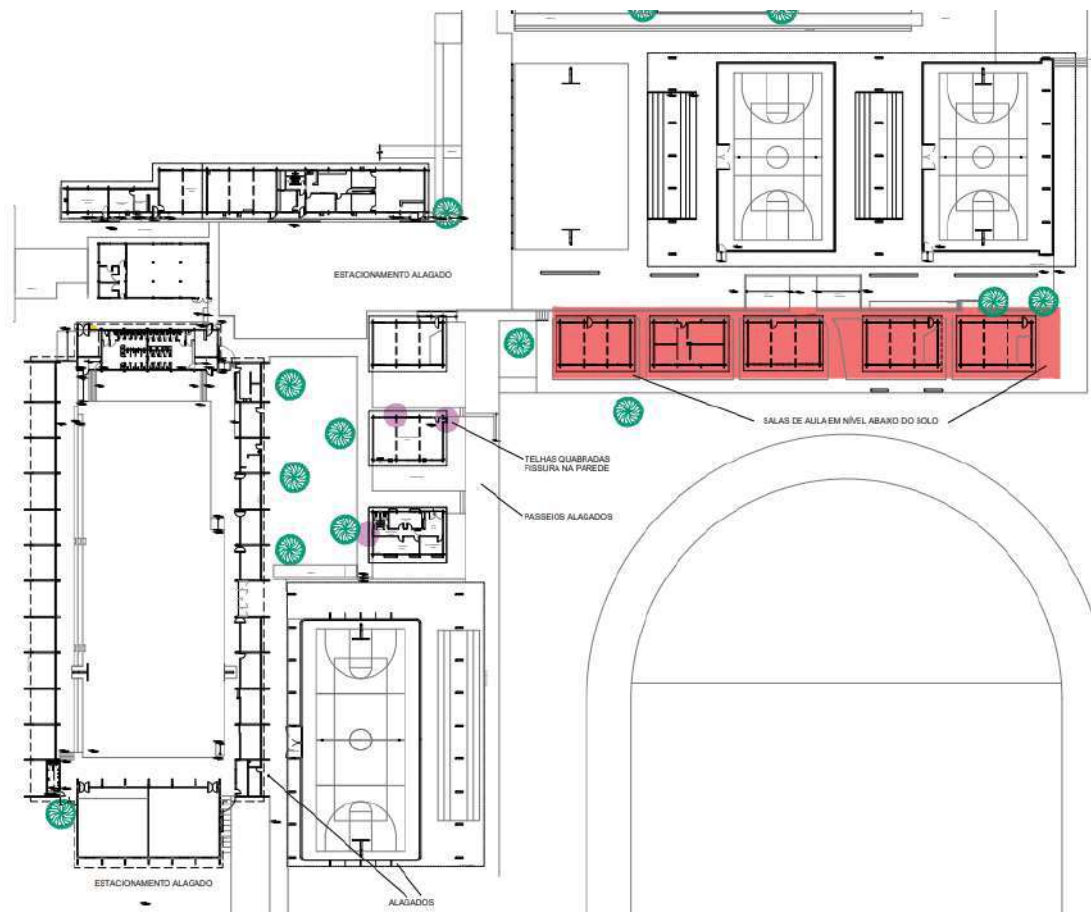 ESTACIONAMENTO ALAGADO
SALAS DE AULA EM NÍVEL ABAIXO DO SOLO
TELHAS QUABRADAS
FISSURA NA PAREDE
PASSEIOS ALAGADOS
ESTACIONAMENTO ALAGADO
ALAGADOS